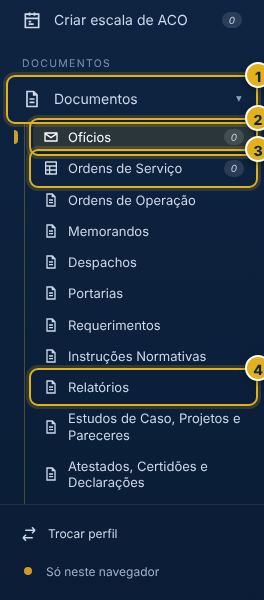 Criar escala de ACO 0
DOCUMENTOS
1
Documentos ▾
2
Ofícios 0
3
Ordens de Serviço 0
Ordens de Operação
Memorandos
Despachos
Portarias
Requerimentos
Instruções Normativas
4
Relatórios
Estudos de Caso, Projetos e
Pareceres
Atestados, Certidões e
Declarações
Trocar perfil
Só neste navegador